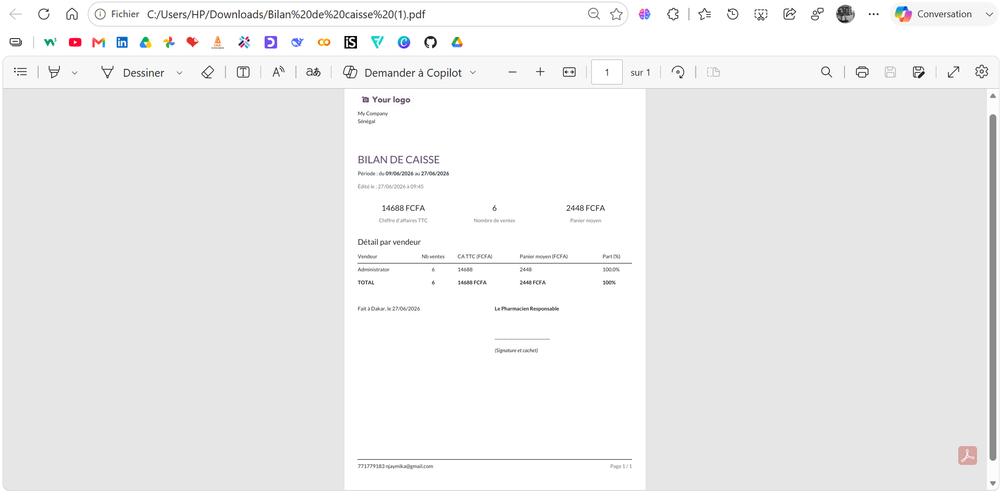 Fichier C:/Users/HP/Downloads/Bilan%20de%20caisse%20(1).pdf
Conversation
Dessiner
Demander à Copilot
1 sur 1
Your logo
My Company
Sénégal
BILAN DE CAISSE
Période : du 09/06/2026 au 27/06/2026
Édité le : 27/06/2026 à 09:45
14688 FCFA 6 2448 FCFA
Chiffre d'affaires TTC Nombre de ventes Panier moyen
Détail par vendeur
Vendeur Nb ventes CA TTC (FCFA) Panier moyen (FCFA) Part (%)
Administrator 6 14688 2448 100.0%
TOTAL 6 14688 FCFA 2448 FCFA 100%
Fait à Dakar, le 27/06/2026 Le Pharmacien Responsable
(Signature et cachet)
771779183 njaymika@gmail.com Page 1 / 1